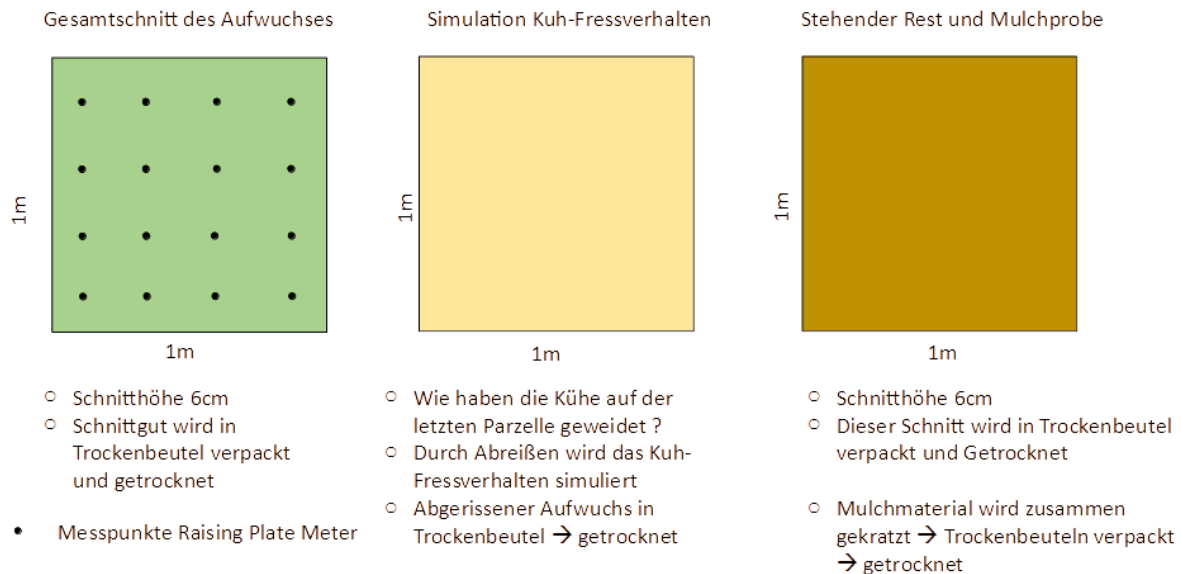 Gesamtschnitt des Aufwuchses
1m
1m
○ Schnitthöhe 6cm
○ Schnittgut wird in
Trockenbeutel verpackt
und getrocknet
• Messpunkte Raising Plate Meter
Simulation Kuh-Fressverhalten
1m
1m
○ Wie haben die Kühe auf der
letzten Parzelle geweidet ?
○ Durch Abreißen wird das Kuh-
Fressverhalten simuliert
○ Abgerissener Aufwuchs in
Trockenbeutel → getrocknet
Stehender Rest und Mulchprobe
1m
1m
○ Schnitthöhe 6cm
○ Dieser Schnitt wird in Trockenbeutel
verpackt und Getrocknet
○ Mulchmaterial wird zusammen
gekratzt → Trockenbeuteln verpackt
→ getrocknet